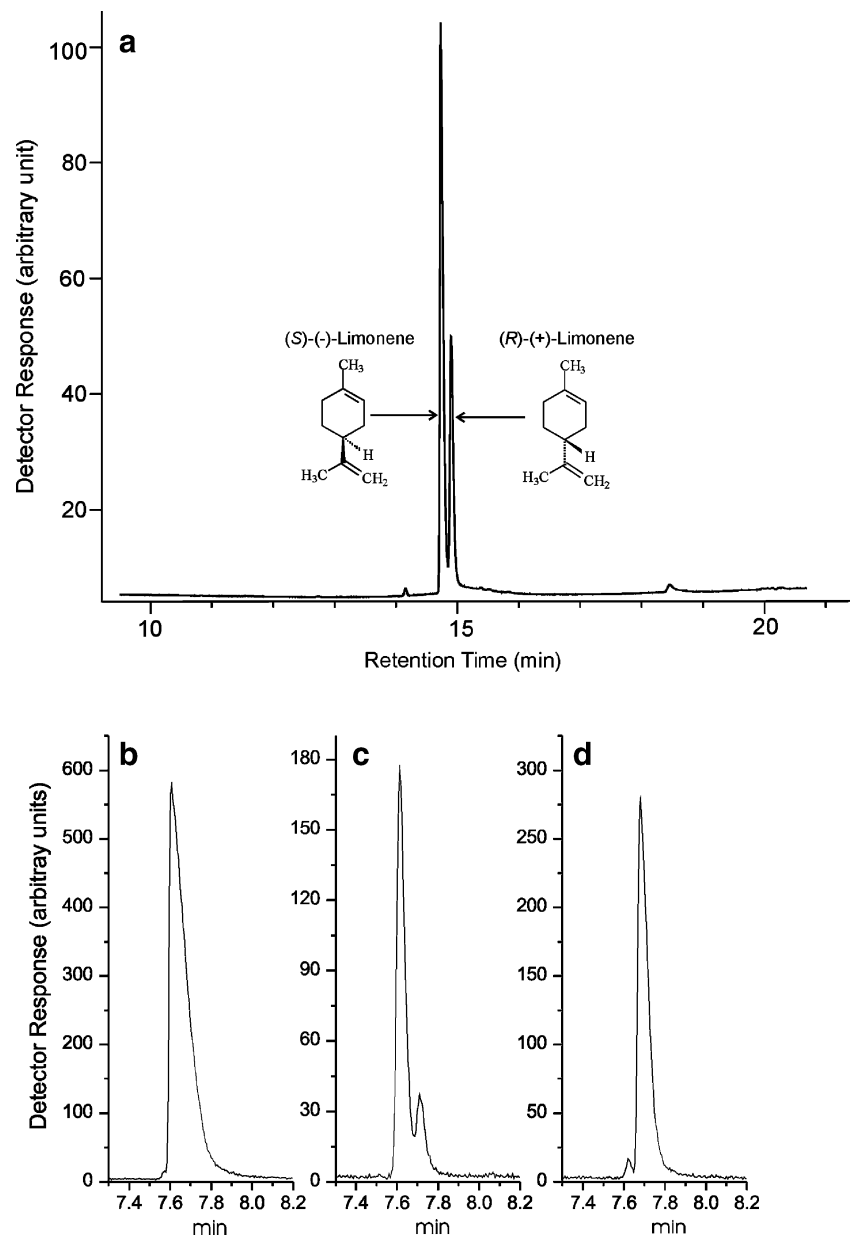 a
100
80
60
40
20
Detector Response (arbitrary unit)
(S)-(-)-Limonene
(R)-(+)-Limonene
CH3
H
H3C
CH2
CH3
H
H3C
CH2
10
15
20
Retention Time (min)
Detector Response (arbitray units)
b
600
500
400
300
200
100
0
7.4
7.6
7.8
8.0
8.2
min
c
180
150
120
90
60
30
0
7.4
7.6
7.8
8.0
8.2
min
d
300
250
200
150
100
50
0
7.4
7.6
7.8
8.0
8.2
min